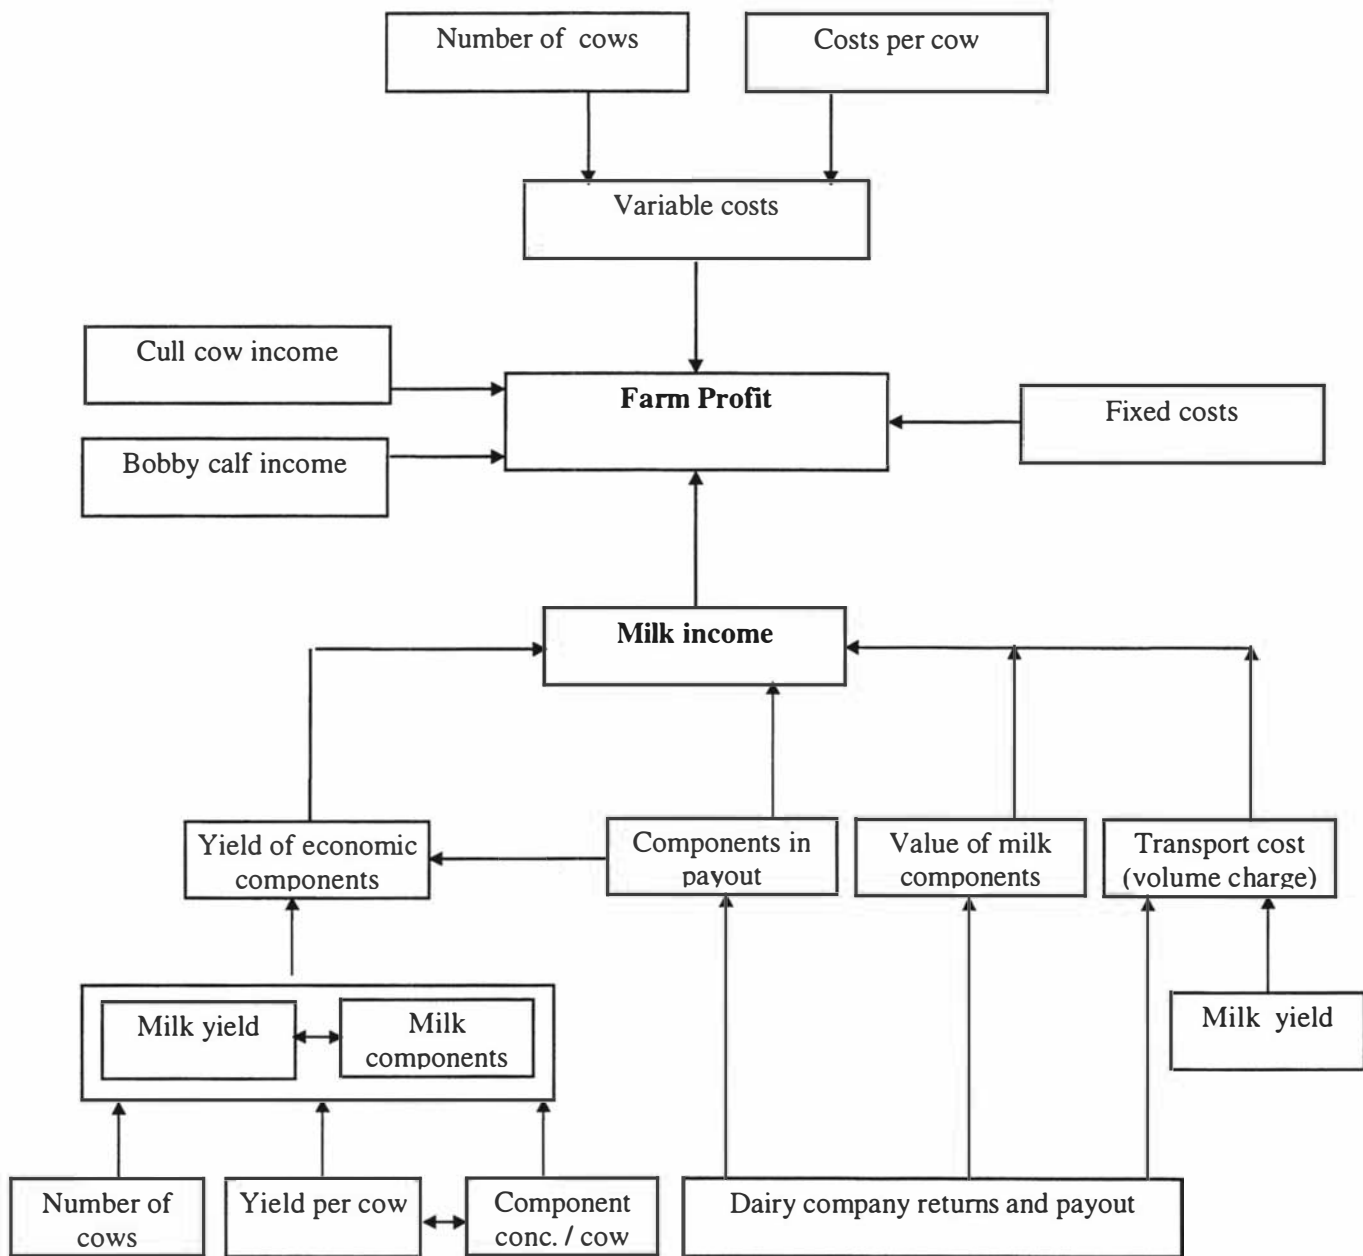 Number of cows
Costs per cow
Variable costs
Cull cow income
Farm Profit
Fixed costs
Bobby calf income
Milk income
Yield of economic
components
Components in
payout
Value of milk
components
Transport cost
(volume charge)
Milk yield
Milk
components
Milk yield
Number of
cows
Yield per cow
Component
conc. / cow
Dairy company returns and payout